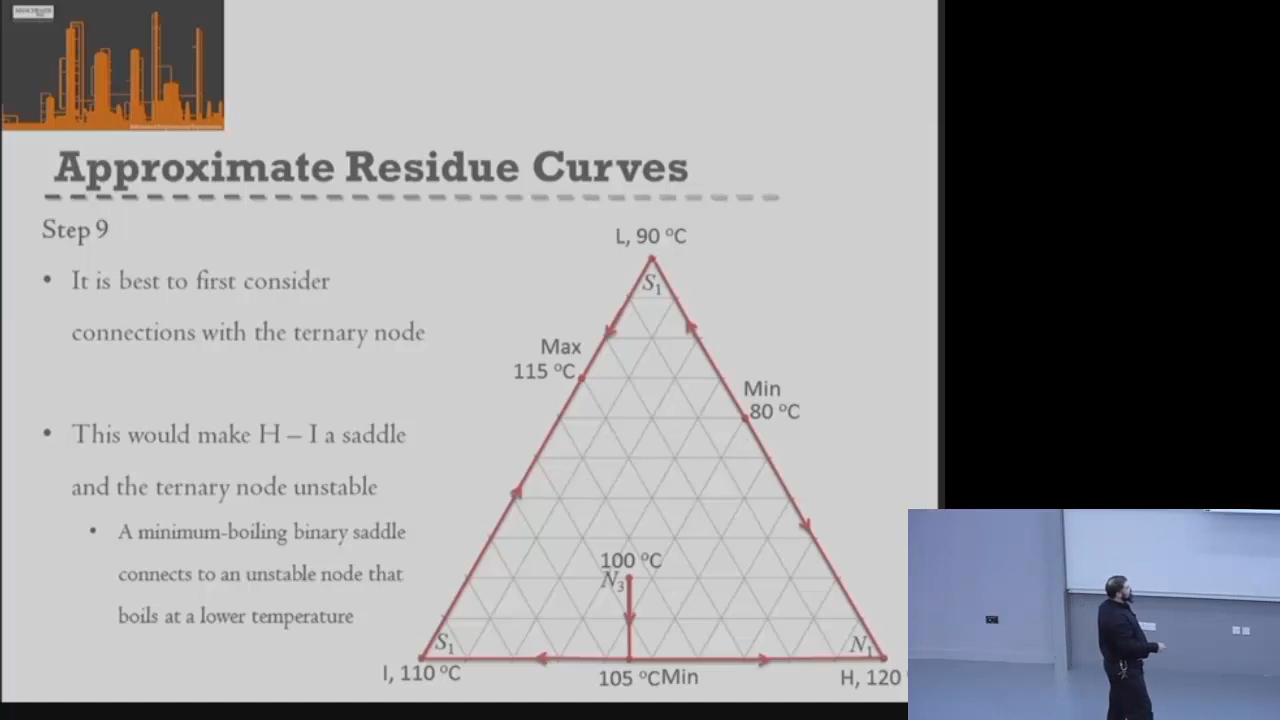 Approximate Residue Curves
Step 9
• It is best to first consider
connections with the ternary node
• This would make H – I a saddle
and the ternary node unstable
• A minimum-boiling binary saddle
connects to an unstable node that
boils at a lower temperature
L, 90 °C
S₁
Max
115 °C
Min
80 °C
100 °C
N₃
S₁
N₁
I, 110 °C
105 °C Min
H, 120